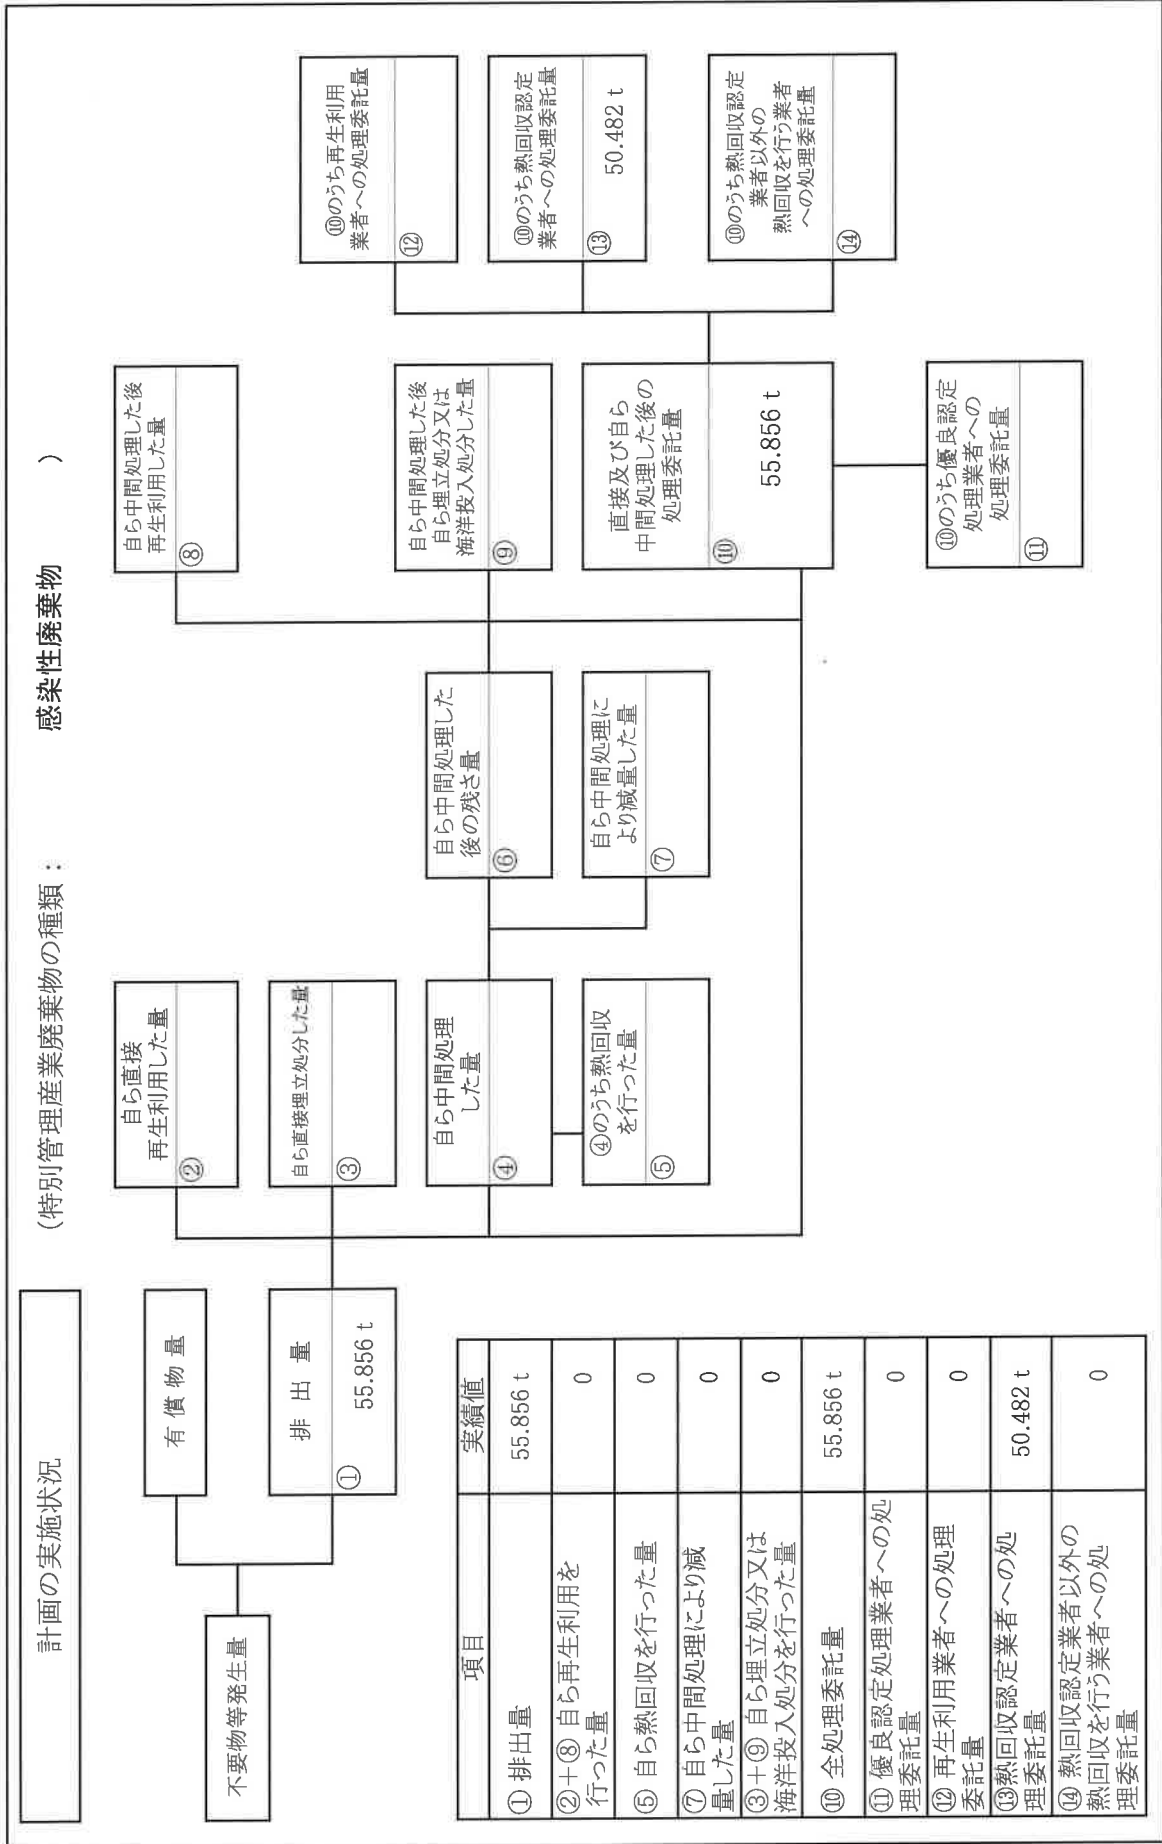 計画の実施状況
(特別管理産業廃棄物の種類： 感染性廃棄物 )
不要物等発生量
有償物量
排出量
① 55.856 t
自ら直接
再生利用した量
②
自ら直接埋立処分した量
③
自ら中間処理
した量
④
④のうち熱回収
を行った量
⑤
自ら中間処理した
後の残さ量
⑥
自ら中間処理に
より減量した量
⑦
自ら中間処理した後
再生利用した量
⑧
自ら中間処理した後
自ら埋立処分又は
海洋投入処分した量
⑨
直接及び自ら
中間処理した後の
処理委託量
⑩
55.856 t
⑩のうち優良認定
処理業者への
処理委託量
⑪
⑩のうち再生利用
業者への処理委託量
⑫
⑩のうち熱回収認定
業者への処理委託量
⑬ 50.482 t
⑩のうち熱回収認定
業者以外の
熱回収を行う業者
への処理委託量
⑭
項目 実績値
①排出量 55.856 t
②＋⑧ 自ら再生利用を
行った量 0
⑤ 自ら熱回収を行った量 0
⑦ 自ら中間処理により減
量した量 0
③＋⑨ 自ら埋立処分又は
海洋投入処分を行った量 0
⑩ 全処理委託量 55.856 t
⑪ 優良認定処理業者への処
理委託量 0
⑫ 再生利用業者への処理
委託量 0
⑬熱回収認定業者への処
理委託量 50.482 t
⑭ 熱回収認定業者以外の
熱回収を行う業者への処
理委託量 0